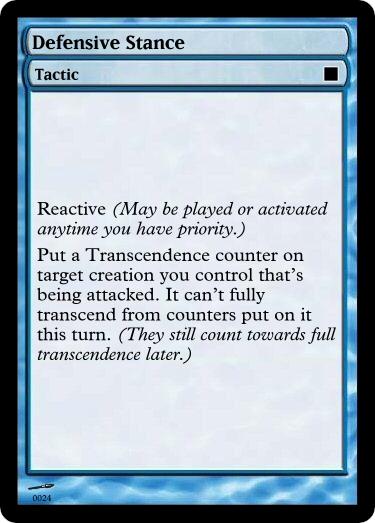 Defensive Stance
Tactic
Reactive (May be played or activated
anytime you have priority.)
Put a Transcendence counter on
target creation you control that's
being attacked. It can't fully
transcend from counters put on it
this turn. (They still count towards full
transcendence later.)
0024